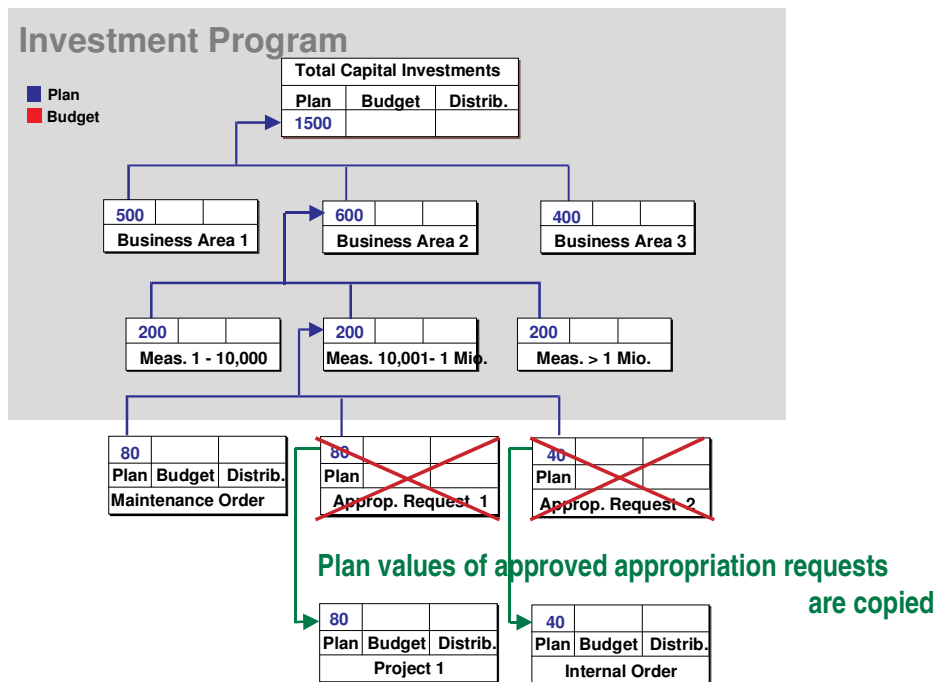 Investment Program
Plan
Budget
Total Capital Investments
Plan Budget Distrib.
1500
500
Business Area 1
600
Business Area 2
400
Business Area 3
200
Meas. 1 - 10,000
200
Meas. 10,001- 1 Mio.
200
Meas. > 1 Mio.
80
Plan Budget Distrib.
Maintenance Order
80
Plan
Approp. Request 1
40
Plan
Approp. Request 2
Plan values of approved appropriation requests
are copied
80
Plan Budget Distrib.
Project 1
40
Plan Budget Distrib.
Internal Order